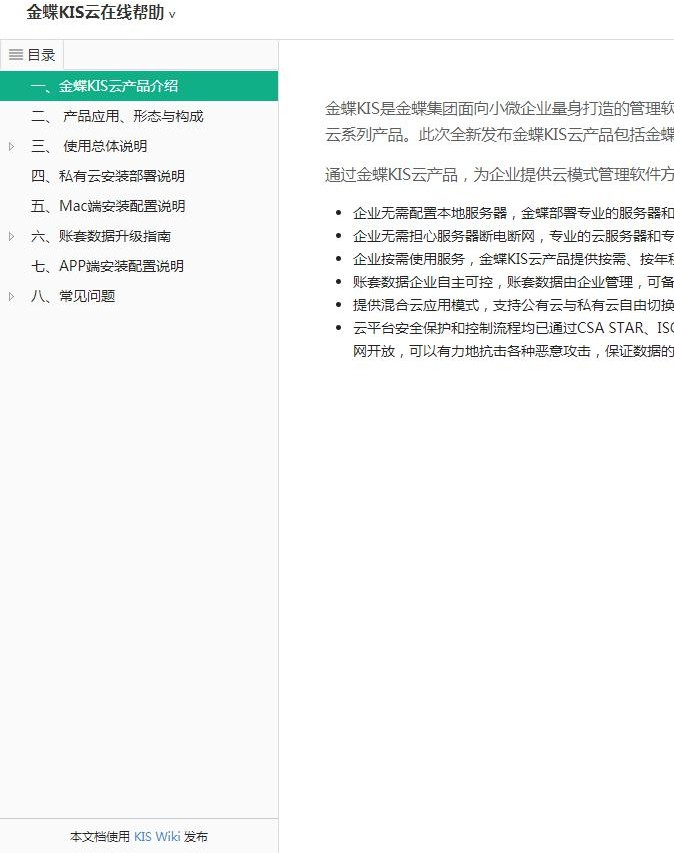 金蝶KIS云在线帮助 ∨
目录
一、金蝶KIS云产品介绍
二、 产品应用、形态与构成
三、 使用总体说明
四、私有云安装部署说明
五、Mac端安装配置说明
六、账套数据升级指南
七、APP端安装配置说明
八、常见问题
金蝶KIS是金蝶集团面向小微企业量身打造的管理软
云系列产品。此次全新发布金蝶KIS云产品包括金蝶
通过金蝶KIS云产品，为企业提供云模式管理软件方
企业无需配置本地服务器，金蝶部署专业的服务器和
企业无需担心服务器断电断网，专业的云服务器和专
企业按需使用服务，金蝶KIS云产品提供按需、按年
账套数据企业自主可控，账套数据由企业管理，可备
提供混合云应用模式，支持公有云与私有云自由切换
云平台安全保护和控制流程均已通过CSA STAR、ISO
网开放，可以有力地抗击各种恶意攻击，保证数据的
本文档使用 KIS Wiki 发布